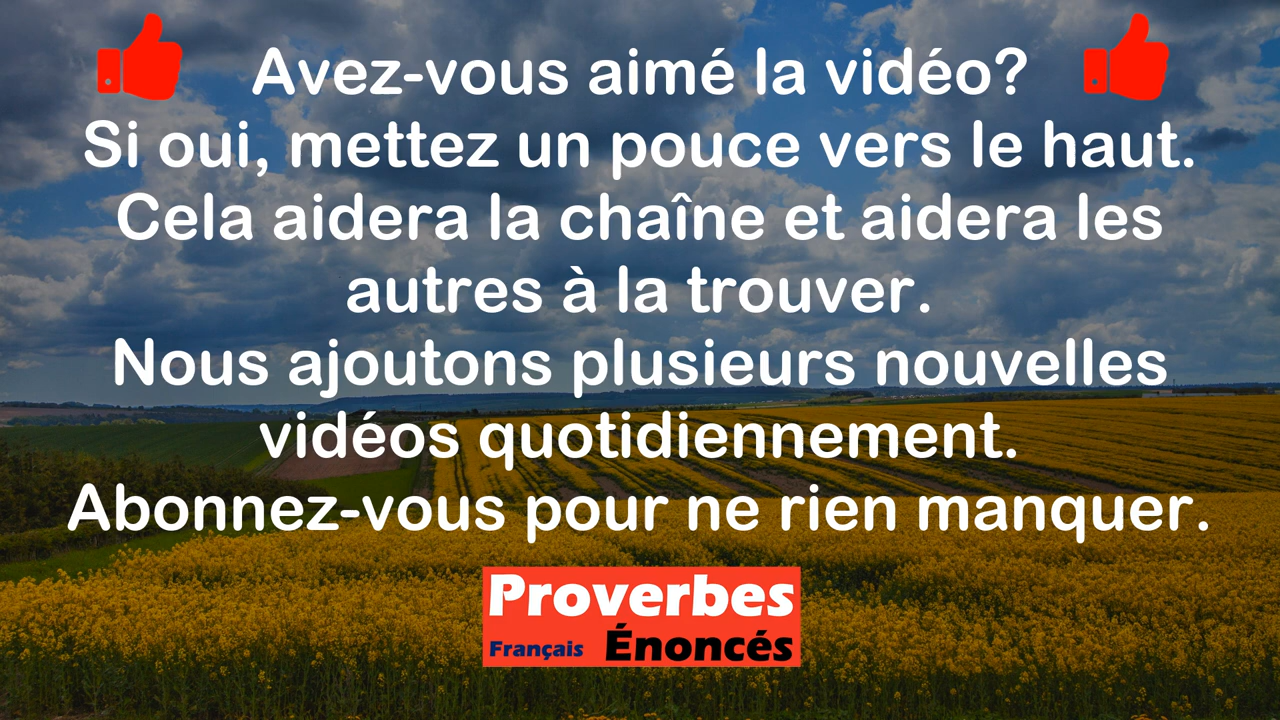 Avez-vous aimé la vidéo?
Si oui, mettez un pouce vers le haut.
Cela aidera la chaîne et aidera les
autres à la trouver.
Nous ajoutons plusieurs nouvelles
vidéos quotidiennement.
Abonnez-vous pour ne rien manquer.
Proverbes
Français Énoncés